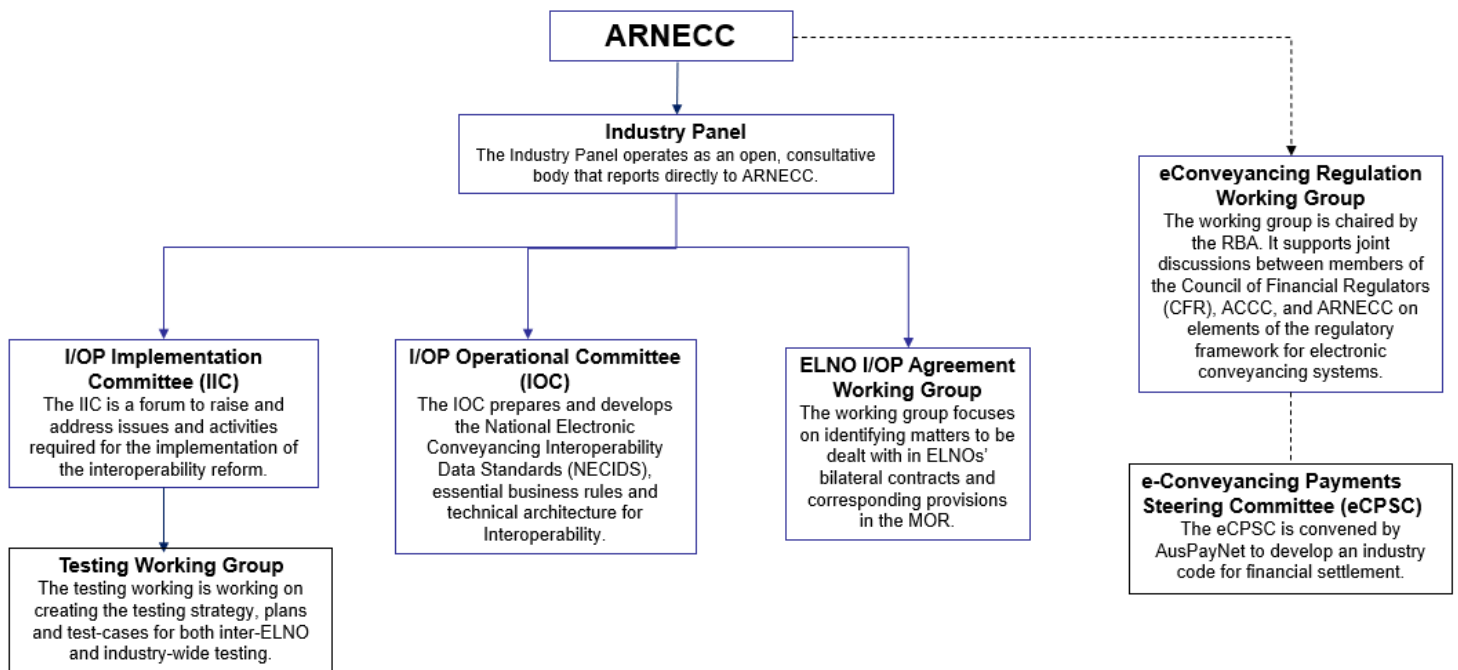 ARNECC
Industry Panel
The Industry Panel operates as an open, consultative
body that reports directly to ARNECC.
eConveyancing Regulation
Working Group
The working group is chaired by
the RBA. It supports joint
discussions between members of
the Council of Financial Regulators
(CFR), ACCC, and ARNECC on
elements of the regulatory
framework for electronic
conveyancing systems.
I/OP Implementation
Committee (IIC)
The IIC is a forum to raise and
address issues and activities
required for the implementation of
the interoperability reform.
I/OP Operational Committee
(IOC)
The IOC prepares and develops
the National Electronic
Conveyancing Interoperability
Data Standards (NECIDS),
essential business rules and
technical architecture for
Interoperability.
ELNO I/OP Agreement
Working Group
The working group focuses
on identifying matters to be
dealt with in ELNOs’
bilateral contracts and
corresponding provisions
in the MOR.
e-Conveyancing Payments
Steering Committee (eCPSC)
The eCPSC is convened by
AusPayNet to develop an industry
code for financial settlement.
Testing Working Group
The testing working is working on
creating the testing strategy, plans
and test-cases for both inter-ELNO
and industry-wide testing.